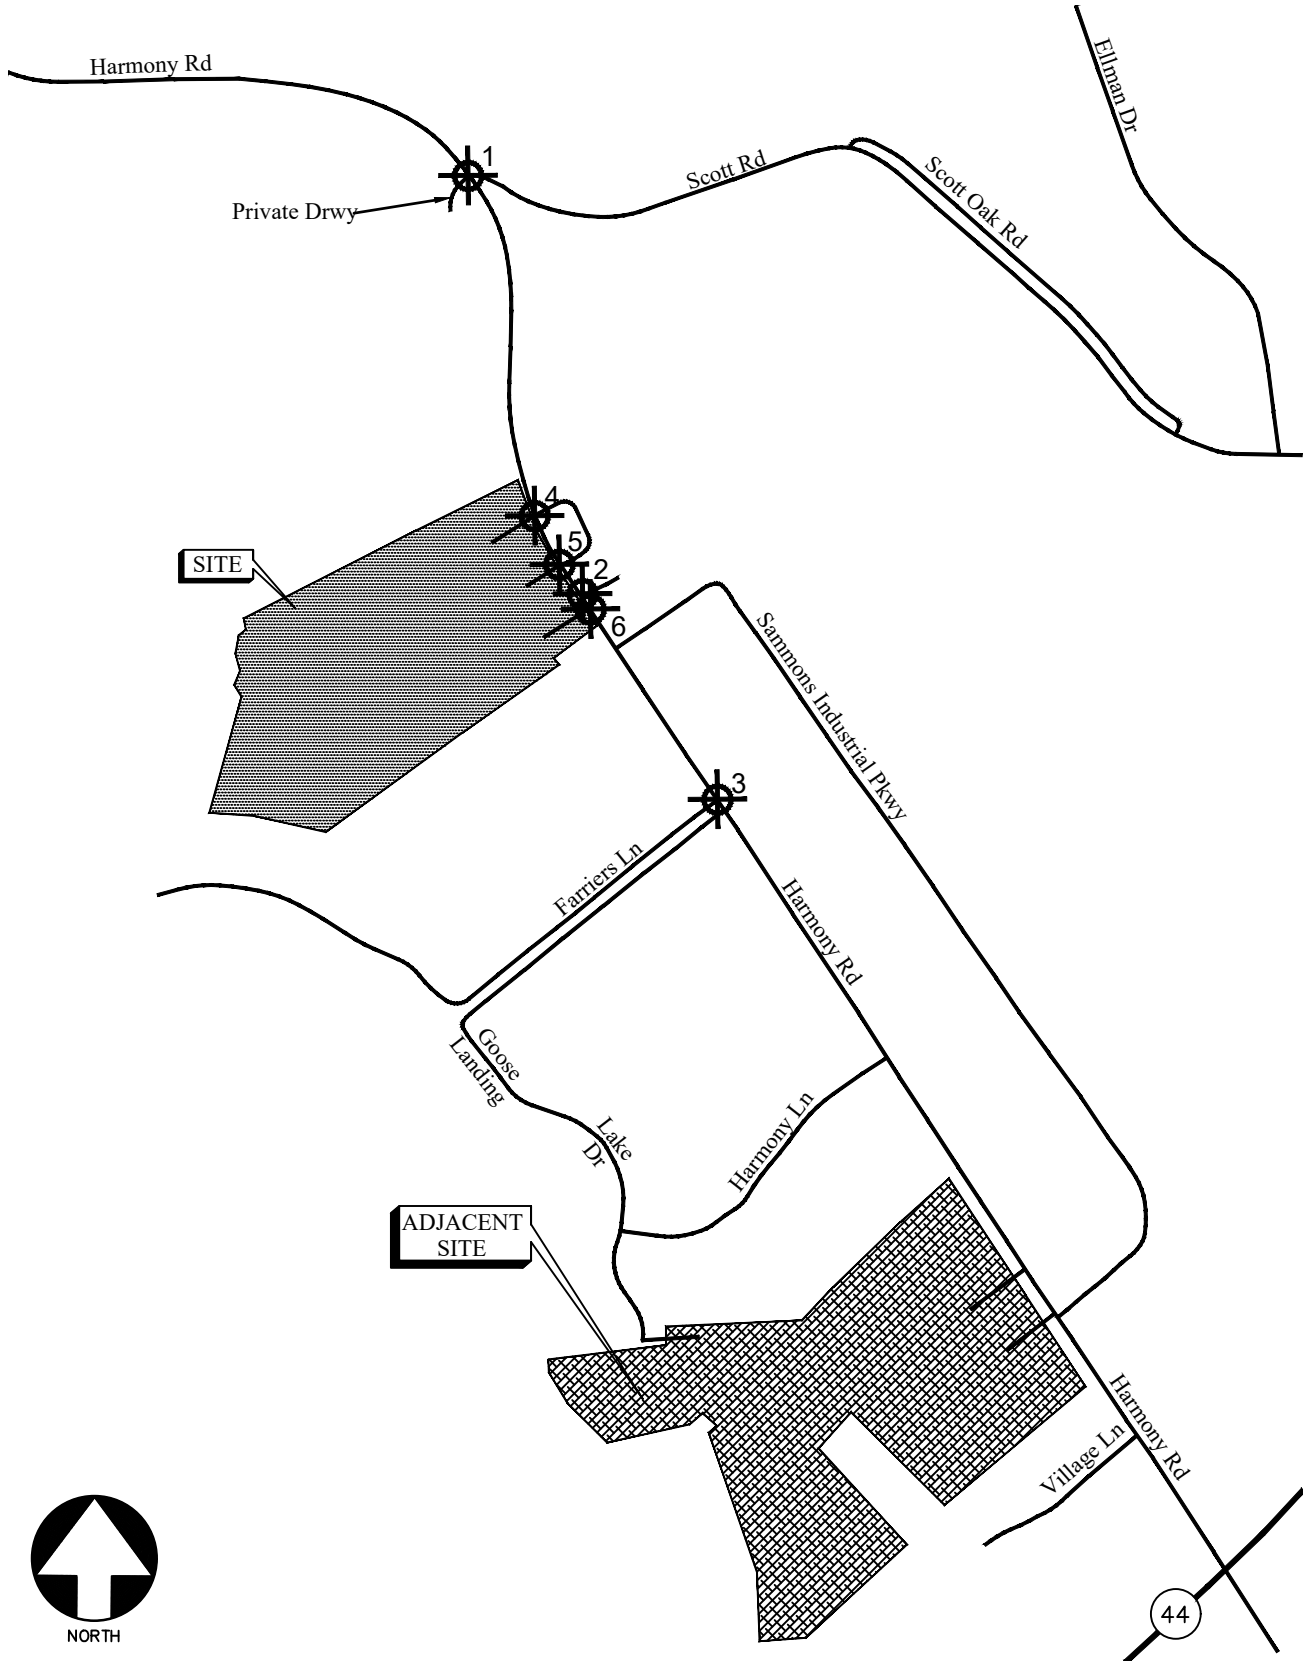 Harmony Rd
Ellman Dr
1
Scott Rd
Scott Oak Rd
Private Drwy
4
5
SITE
2
6
Sammons Industrial Pkwy
3
Farriers Ln
Harmony Rd
Goose
Landing
Lake
Dr
Harmony Ln
ADJACENT
SITE
Harmony Rd
Village Ln
44
NORTH